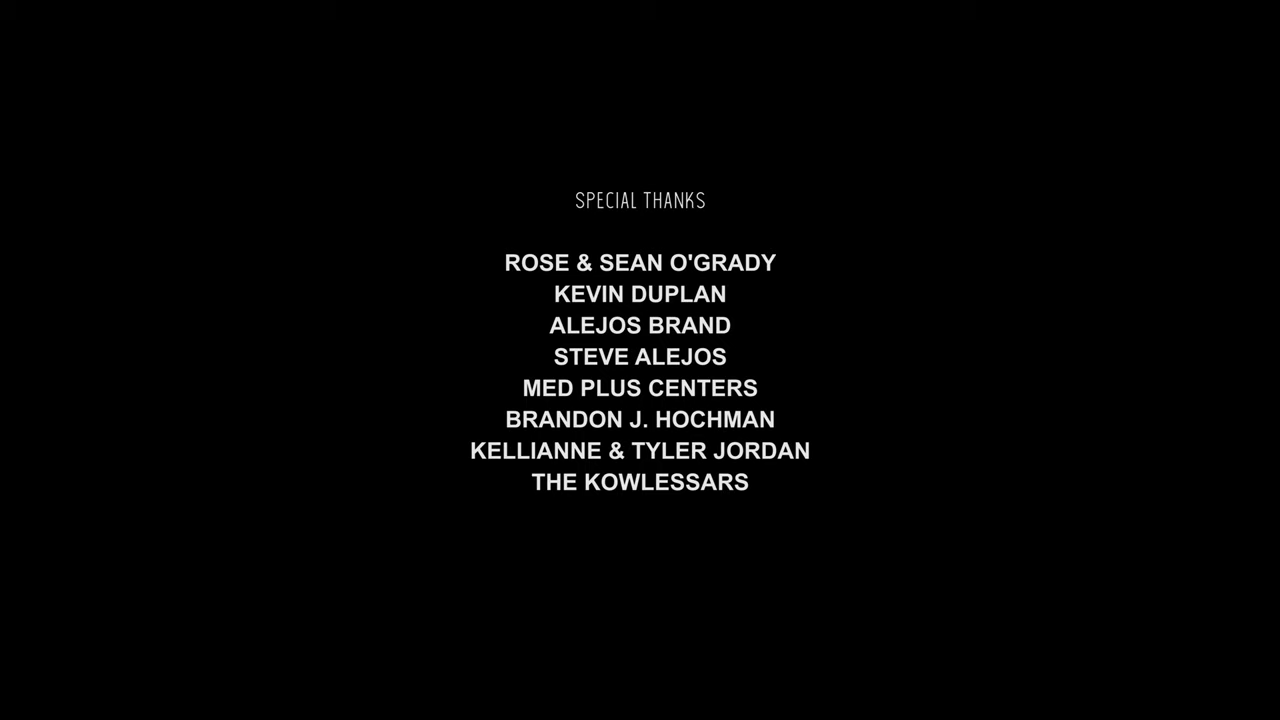 SPECIAL THANKS
ROSE & SEAN O'GRADY
KEVIN DUPLAN
ALEJOS BRAND
STEVE ALEJOS
MED PLUS CENTERS
BRANDON J. HOCHMAN
KELLIANNE & TYLER JORDAN
THE KOWLESSARS